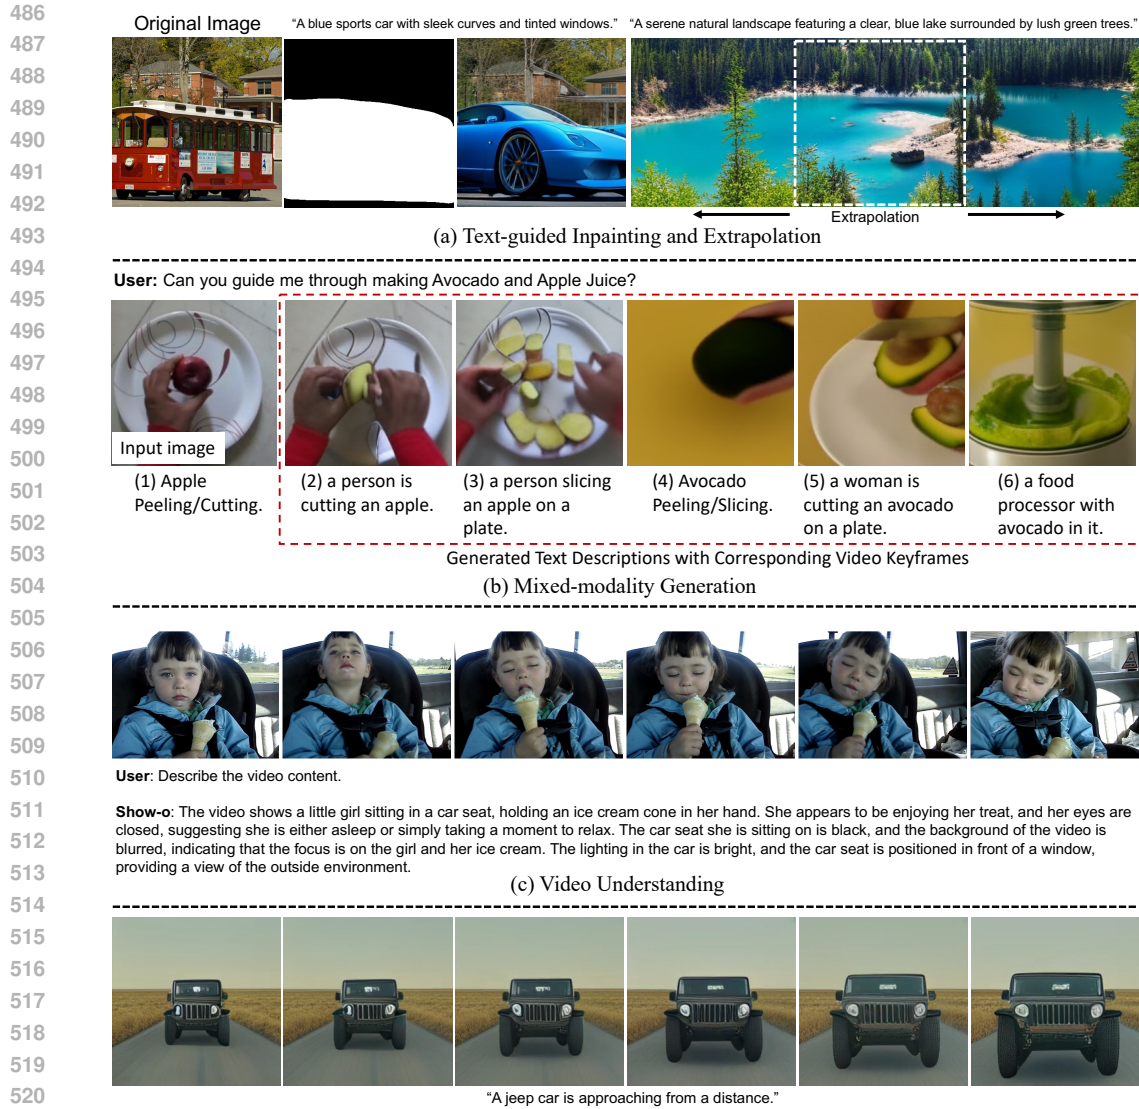 486
487
488
489
490
491
492
493
494
495
496
497
498
499
500
501
502
503
504
505
506
507
508
509
510
511
512
513
514
515
516
517
518
519
520
Original Image
“A blue sports car with sleek curves and tinted windows.”
“A serene natural landscape featuring a clear, blue lake surrounded by lush green trees.”
Extrapolation
(a) Text-guided Inpainting and Extrapolation
User: Can you guide me through making Avocado and Apple Juice?
Input image
(1) Apple
Peeling/Cutting.
(2) a person is
cutting an apple.
(3) a person slicing
an apple on a
plate.
(4) Avocado
Peeling/Slicing.
(5) a woman is
cutting an avocado
on a plate.
(6) a food
processor with
avocado in it.
Generated Text Descriptions with Corresponding Video Keyframes
(b) Mixed-modality Generation
User: Describe the video content.
Show-o: The video shows a little girl sitting in a car seat, holding an ice cream cone in her hand. She appears to be enjoying her treat, and her eyes are
closed, suggesting she is either asleep or simply taking a moment to relax. The car seat she is sitting on is black, and the background of the video is
blurred, indicating that the focus is on the girl and her ice cream. The lighting in the car is bright, and the car seat is positioned in front of a window,
providing a view of the outside environment.
(c) Video Understanding
“A jeep car is approaching from a distance.”